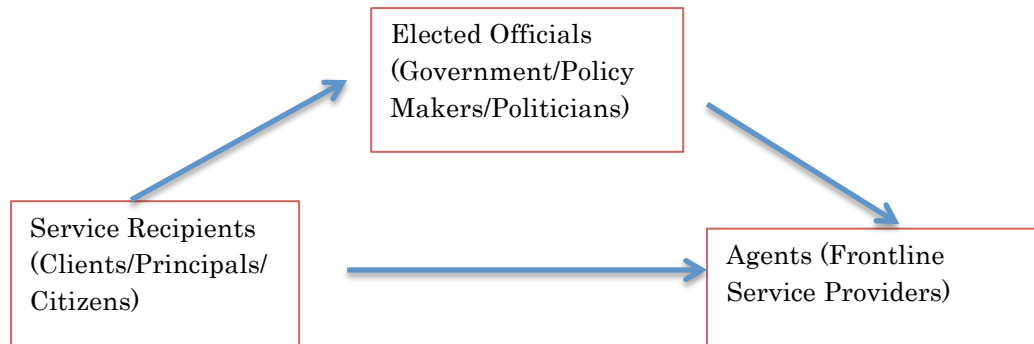 Elected Officials
(Government/Policy
Makers/Politicians)
Service Recipients
(Clients/Principals/
Citizens)
Agents (Frontline
Service Providers)